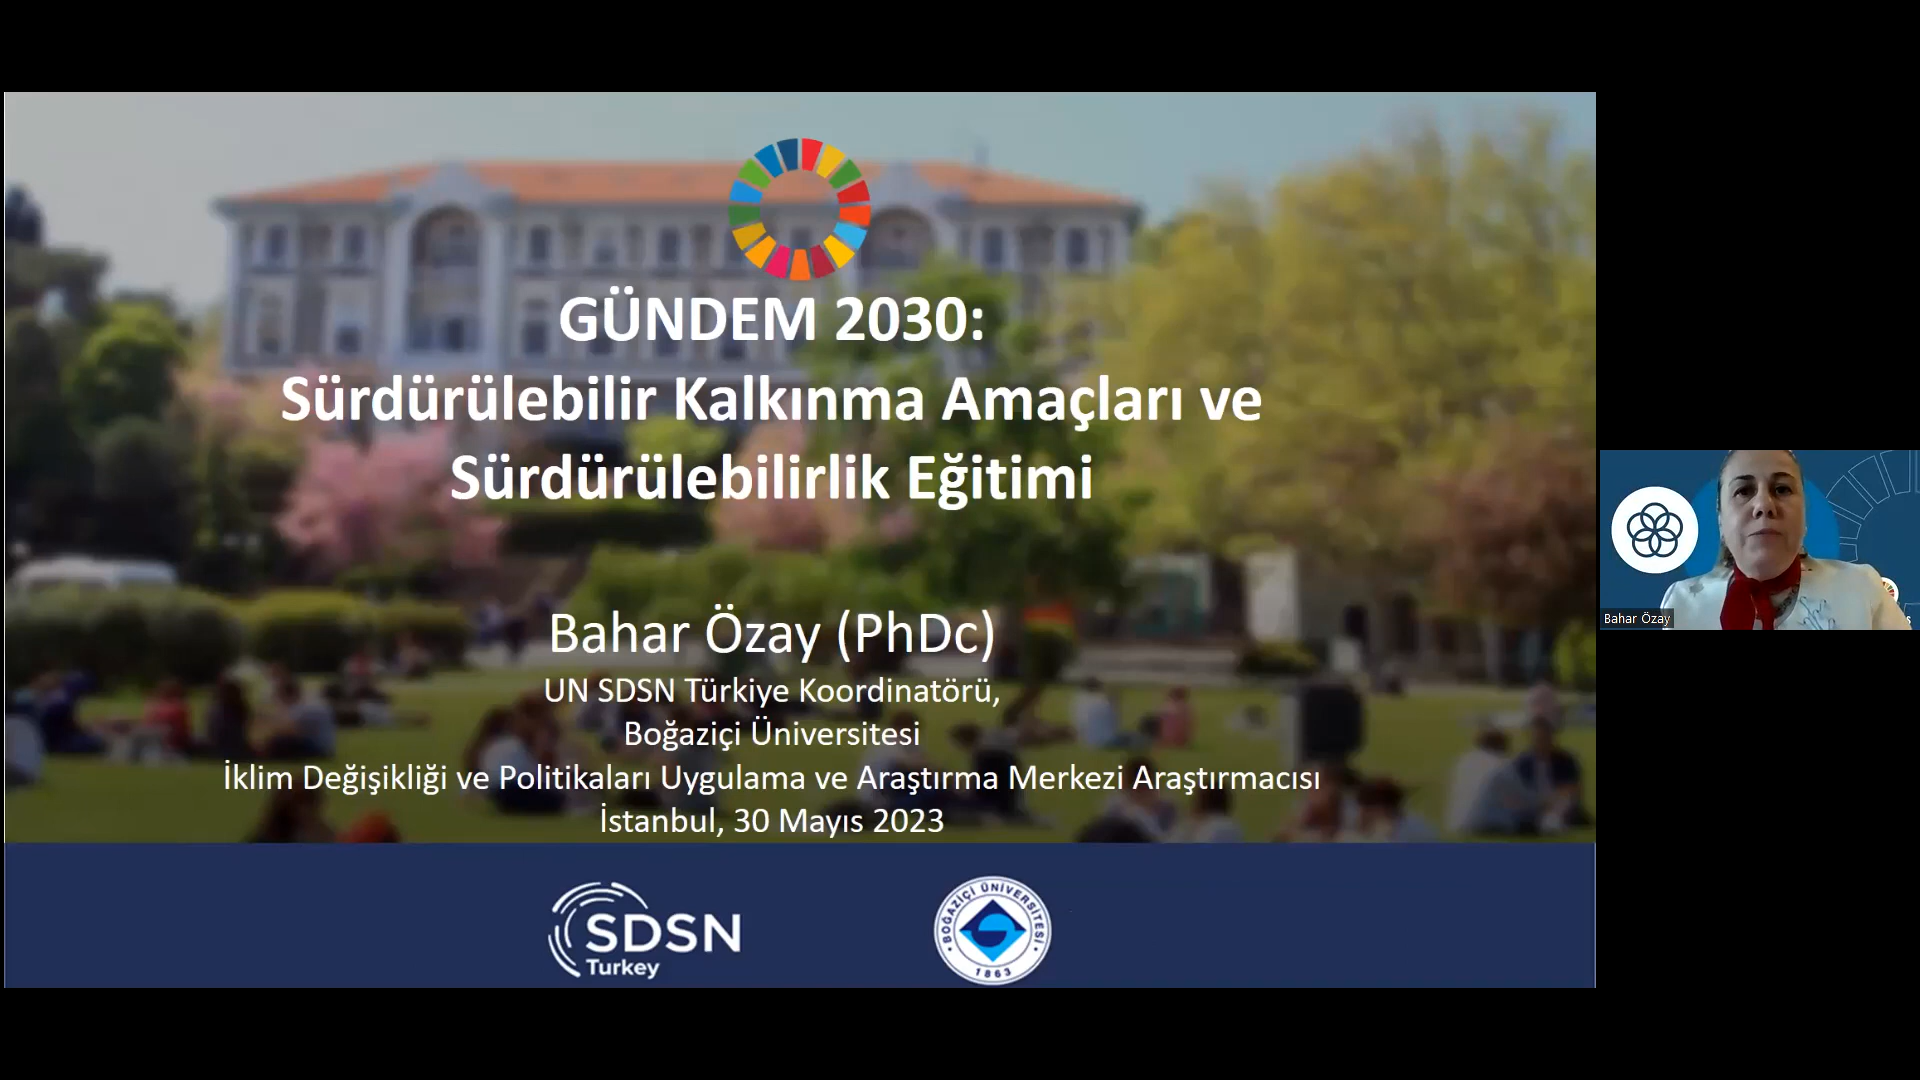 GÜNDEM 2030:
Sürdürülebilir Kalkınma Amaçları ve
Sürdürülebilirlik Eğitimi
Bahar Özay (PhDc)
UN SDSN Türkiye Koordinatörü,
Boğaziçi Üniversitesi
İklim Değişikliği ve Politikaları Uygulama ve Araştırma Merkezi Araştırmacısı
İstanbul, 30 Mayıs 2023
SDSN
Turkey
BOĞAZİÇİ ÜNİVERSİTESİ
1863
Bahar Özay